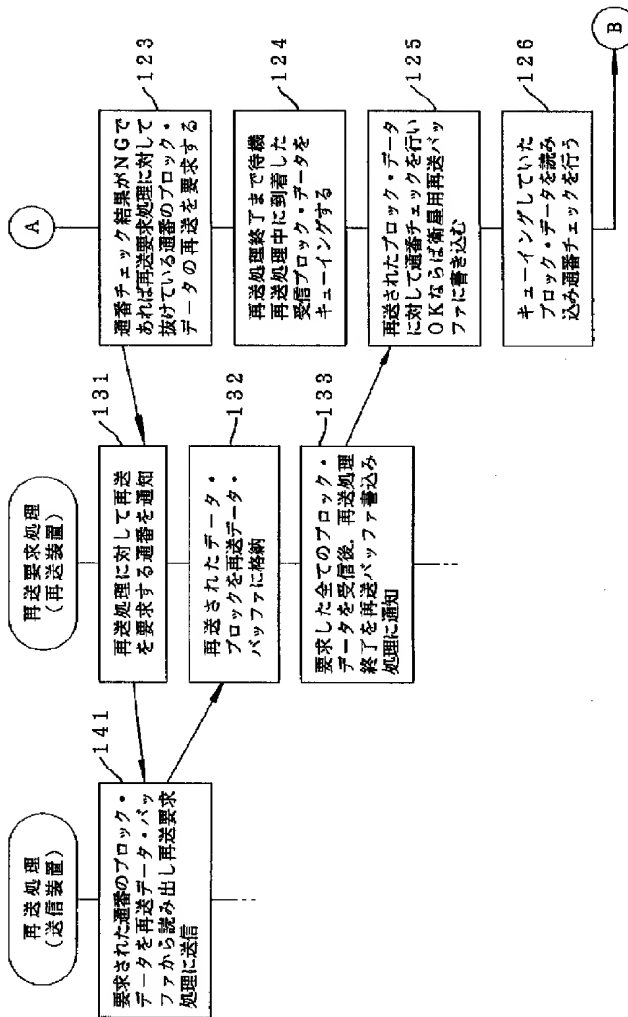 再送処理
(送信装置)
141
要求された通番のブロック・
データを再送データ・バッ
ファから読み出し再送要求
処理に送信
再送要求処理
(再送装置)
131
再送処理に対して再送
を要求する通番を通知
132
再送されたデータ・
ブロックを再送データ・
バッファに格納
133
要求した全てのブロック・
データを受信後、再送処理
終了を再送バッファ書込み
処理に通知
A
123
通番チェック結果がNGで
あれば再送要求処理に対して
抜けている通番のブロック・
データの再送を要求する
124
再送処理終了まで待機
再送処理中に到着した
受信ブロック・データを
キューイングする
125
再送されたブロック・データ
に対して通番チェックを行い
OKならば衛星用再送バッ
ファに書き込む
126
キューイングしていた
ブロック・データを読み
込み通番チェックを行う
B